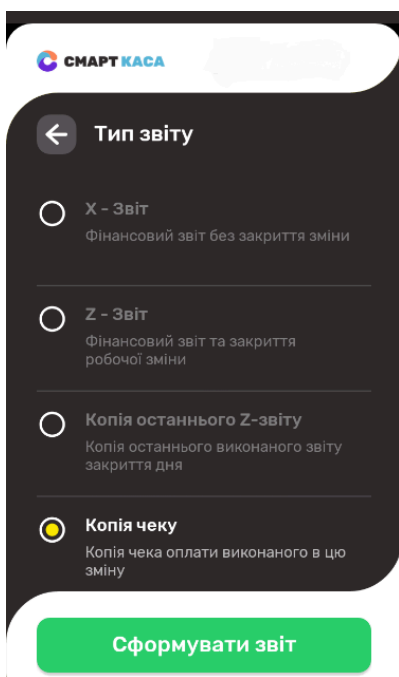 СМАРТ КАСА
Тип звіту
X - Звіт
Фінансовий звіт без закриття зміни
Z - Звіт
Фінансовий звіт та закриття
робочої зміни
Копія останнього Z-звіту
Копія останнього виконаного звіту
закриття дня
Копія чеку
Копія чека оплати виконаного в цю
зміну
Сформувати звіт